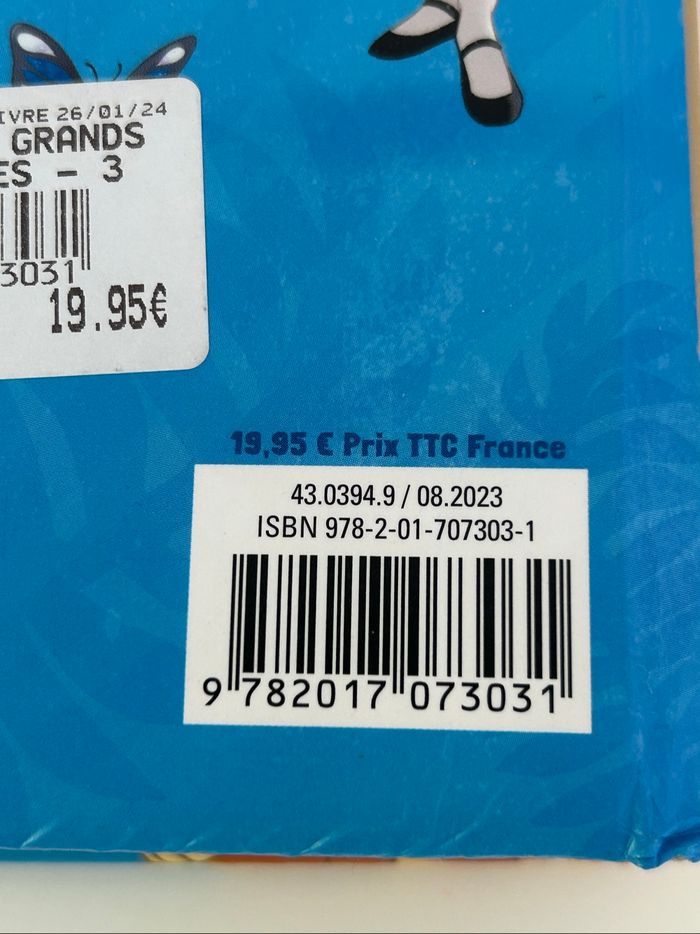 IVRE 26/01/24
GRANDS
ES - 3
3031
19.95€
19,95 € Prix TTC France
43.0394.9 / 08.2023
ISBN 978-2-01-707303-1
9 782017 073031